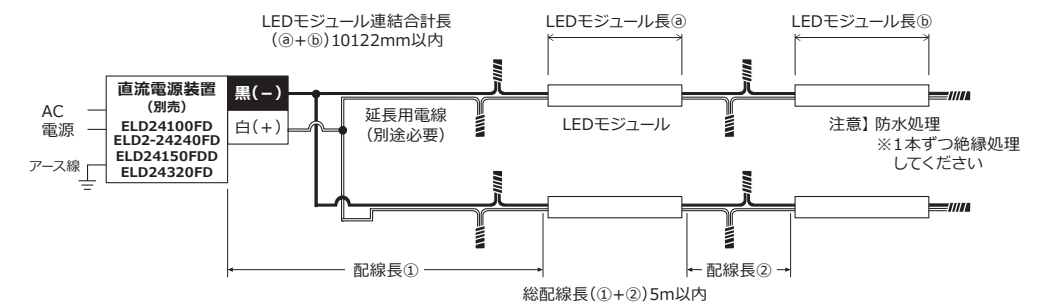 LEDモジュール連結合計長
(ⓐ+ⓑ)10122mm以内
LEDモジュール長ⓐ
LEDモジュール長ⓑ
直流電源装置
(別売)
ELD24100FD
ELD2-24240FD
ELD24150FDD
ELD24320FD
黒(−)
白(+)
AC
電源
アース線
延長用電線
(別途必要)
LEDモジュール
注意】防水処理
※1本ずつ絶縁処理
してください
配線長①
配線長②
総配線長(①+②)5m以内